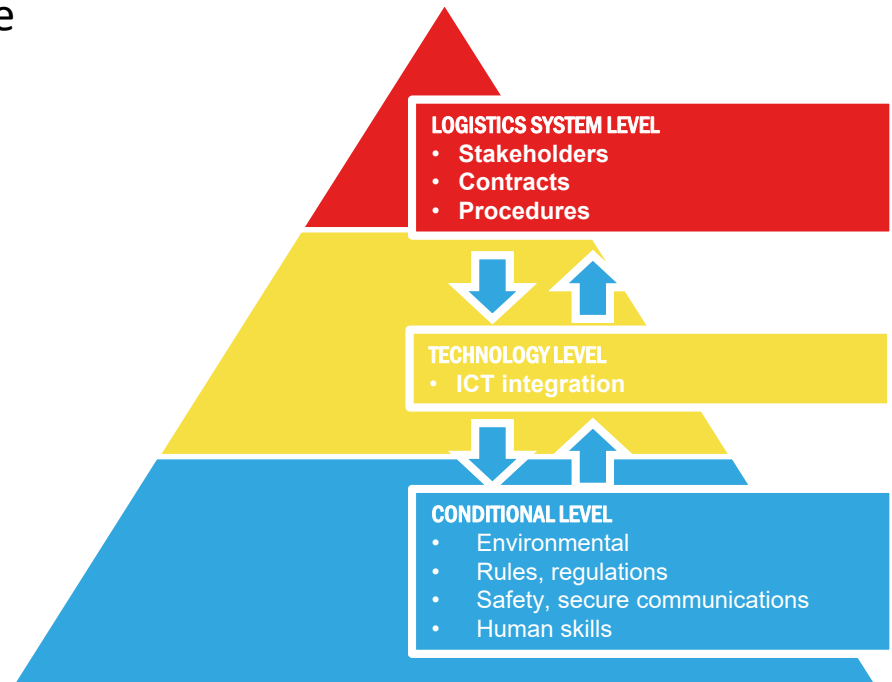 e
LOGISTICS SYSTEM LEVEL
• Stakeholders
• Contracts
• Procedures
TECHNOLOGY LEVEL
• ICT integration
CONDITIONAL LEVEL
• Environmental
• Rules, regulations
• Safety, secure communications
• Human skills